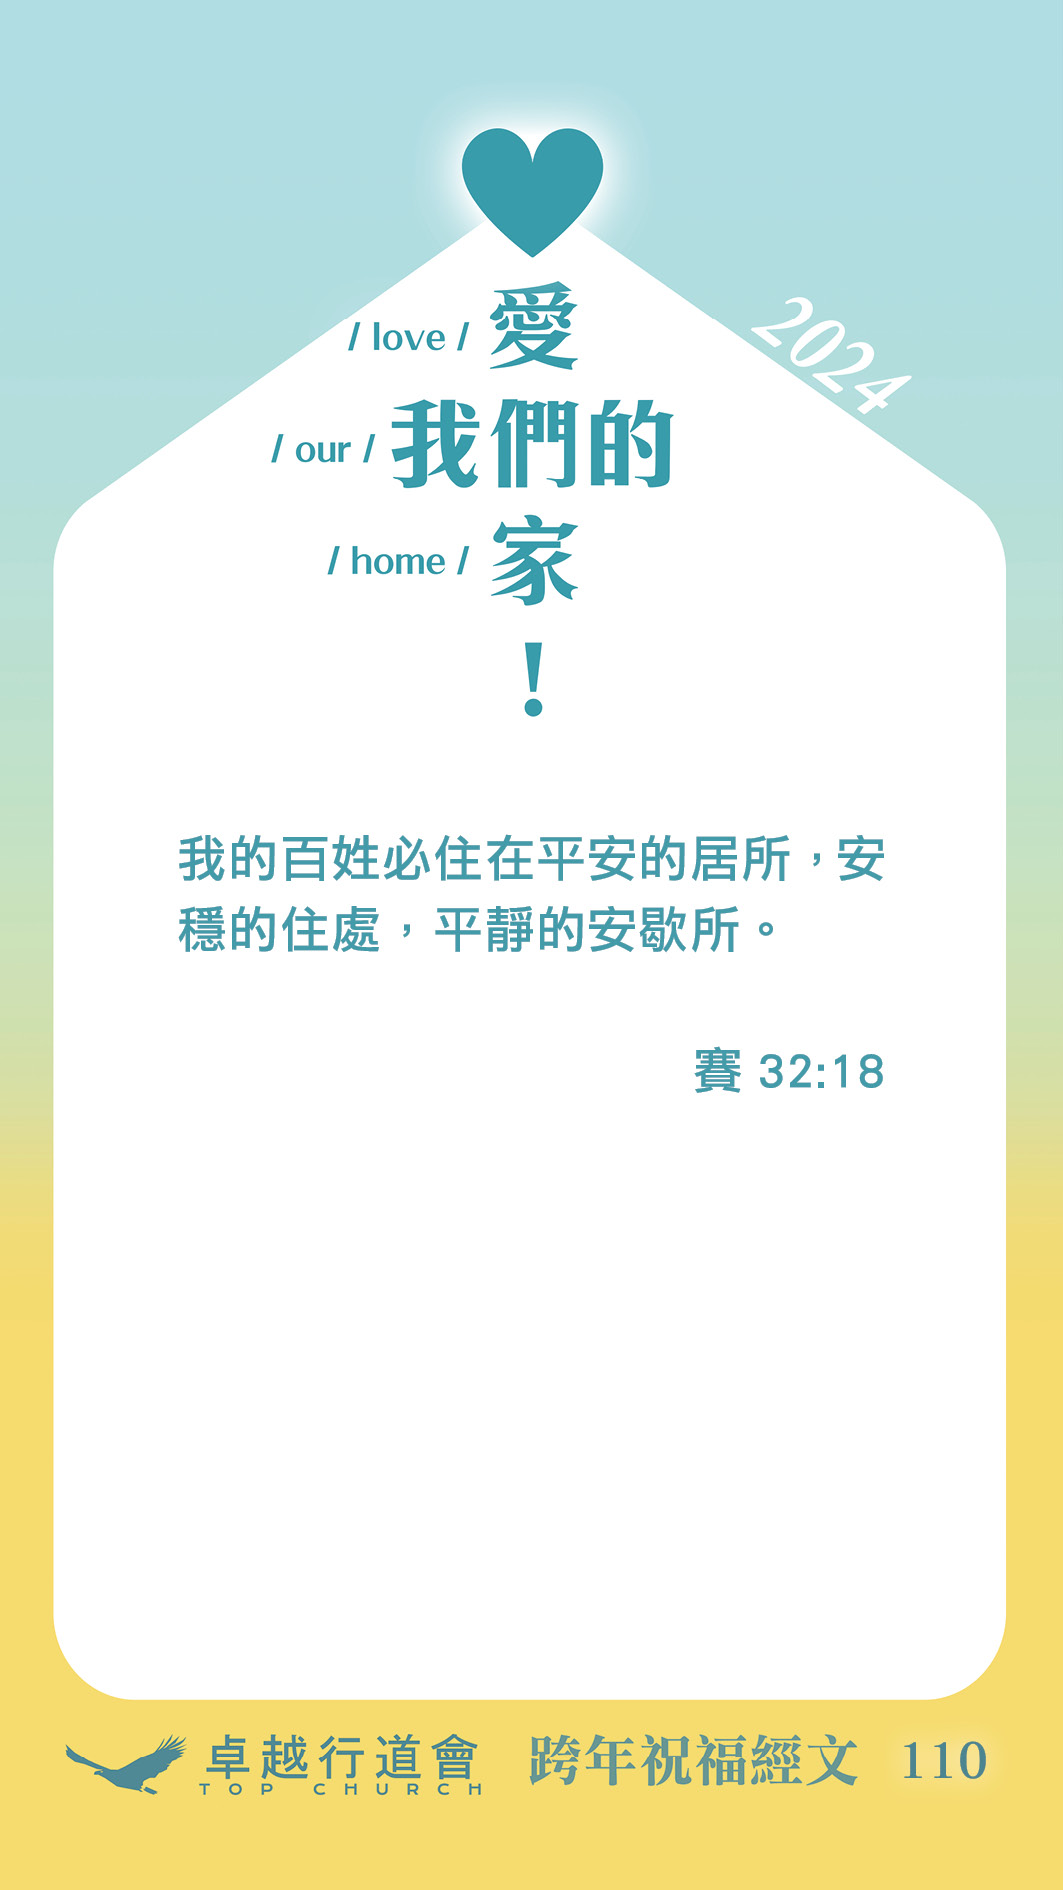 2024
/ love / 愛
/ our / 我們的
/ home / 家
！
我的百姓必住在平安的居所，安
穩的住處，平靜的安歇所。
賽 32:18
卓越行道會 跨年祝福經文 110
TOP CHURCH